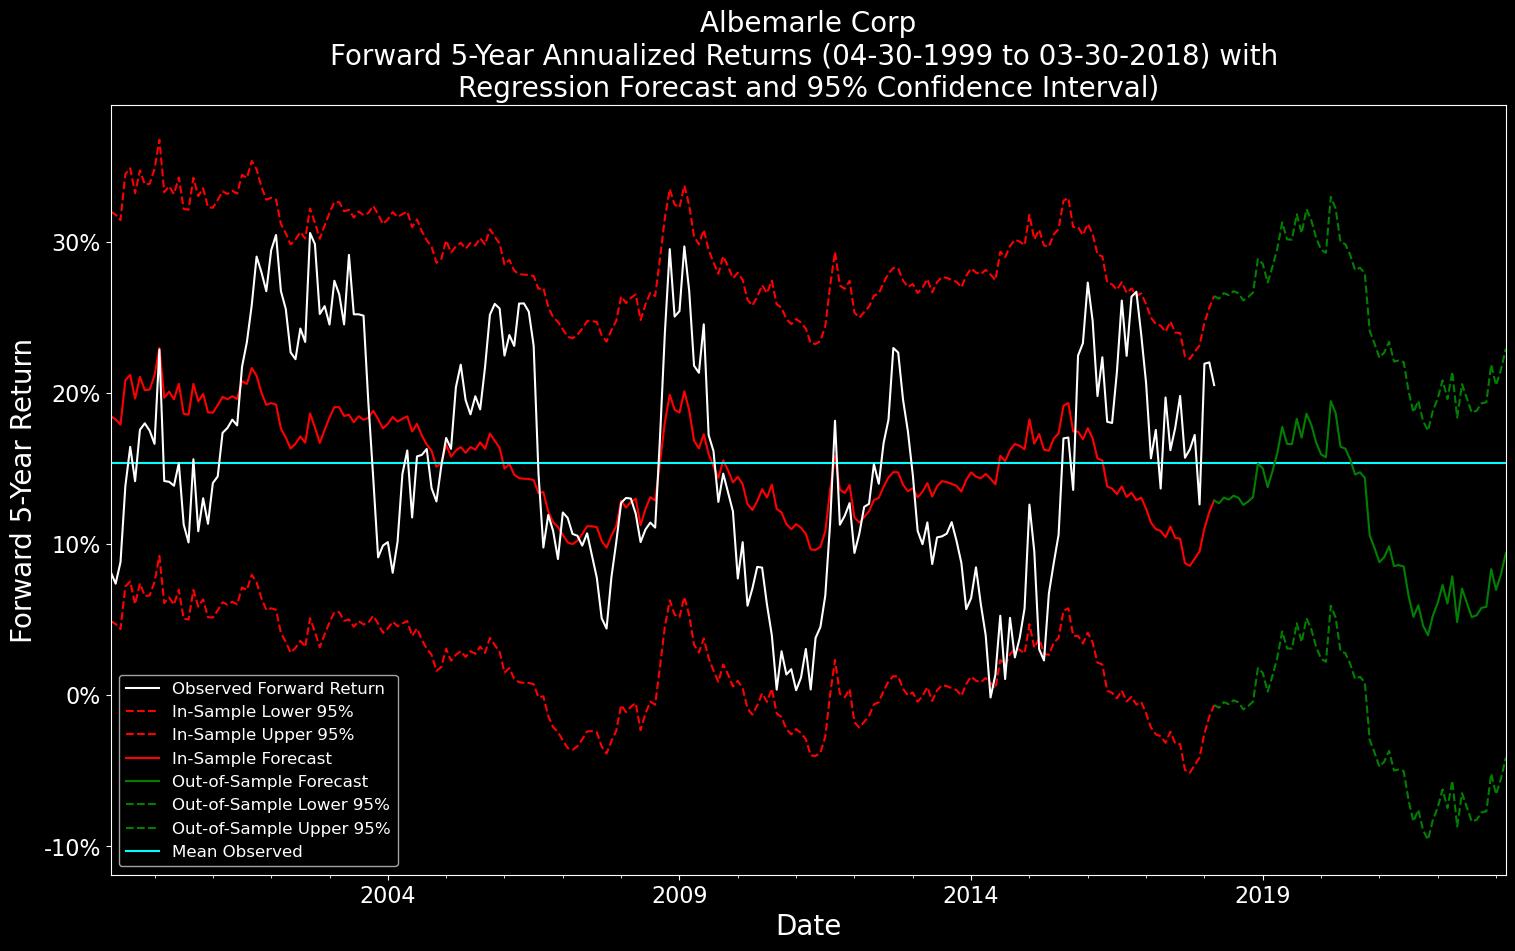 Albemarle Corp
Forward 5-Year Annualized Returns (04-30-1999 to 03-30-2018) with
Regression Forecast and 95% Confidence Interval)
Forward 5-Year Return
30%
20%
10%
0%
-10%
Observed Forward Return
In-Sample Lower 95%
In-Sample Upper 95%
In-Sample Forecast
Out-of-Sample Forecast
Out-of-Sample Lower 95%
Out-of-Sample Upper 95%
Mean Observed
2004 2009 2014 2019
Date